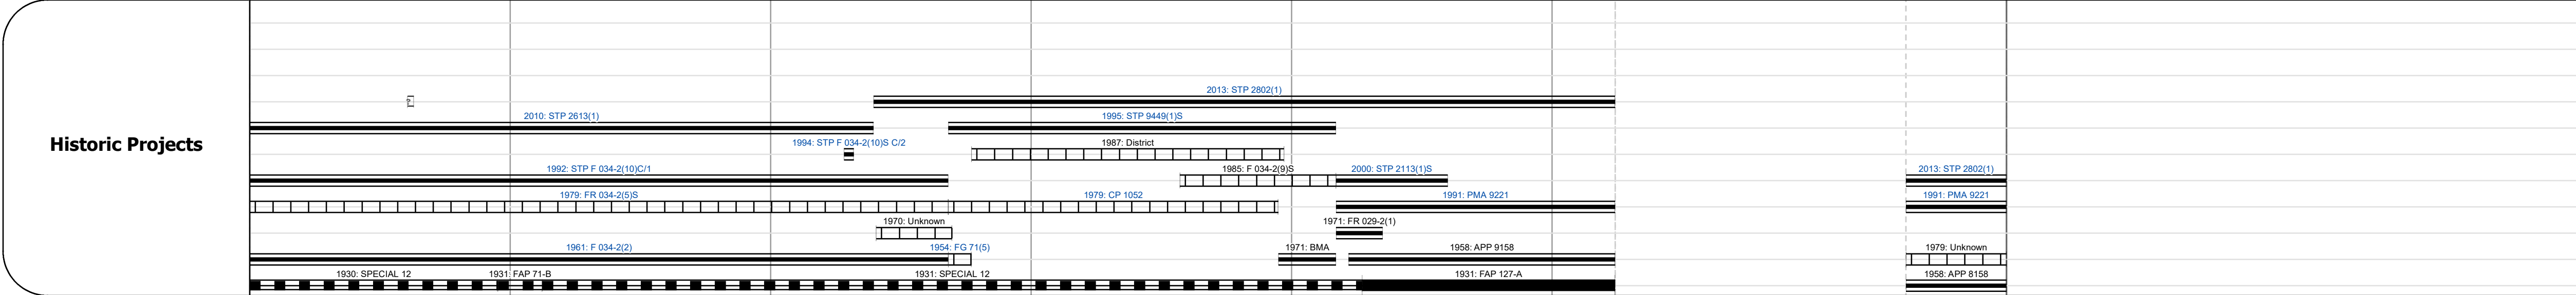 2013: STP 2802(1)
?
2010: STP 2613(1)
1995: STP 9449(1)S
1994: STP F 034-2(10)S C/2
1987: District
Historic Projects
1992: STP F 034-2(10)C/1
1985: F 034-2(9)S
2000: STP 2113(1)S
2013: STP 2802(1)
1979: FR 034-2(5)S
1979: CP 1052
1991: PMA 9221
1991: PMA 9221
1970: Unknown
1971: FR 029-2(1)
1961: F 034-2(2)
1954: FG 71(5)
1971: BMA
1958: APP 9158
1979: Unknown
1930: SPECIAL 12
1931: FAP 71-B
1931: SPECIAL 12
1931: FAP 127-A
1958: APP 8158